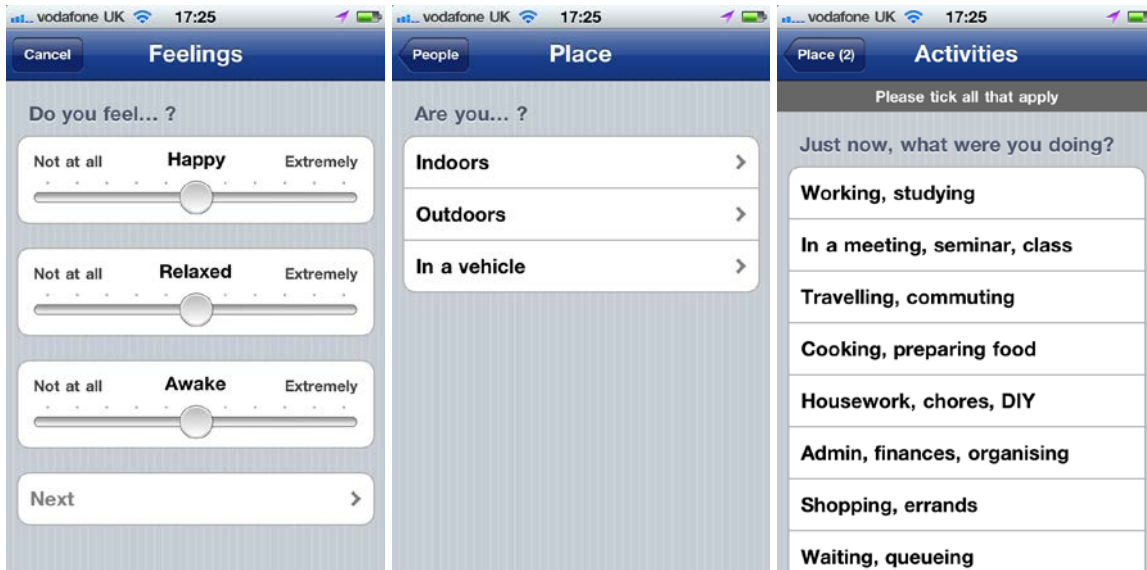 vodafone UK 17:25
Cancel Feelings
Do you feel... ?
Not at all Happy Extremely
Not at all Relaxed Extremely
Not at all Awake Extremely
Next
vodafone UK 17:25
People Place
Are you... ?
Indoors
Outdoors
In a vehicle
vodafone UK 17:25
Place (2) Activities
Please tick all that apply
Just now, what were you doing?
Working, studying
In a meeting, seminar, class
Travelling, commuting
Cooking, preparing food
Housework, chores, DIY
Admin, finances, organising
Shopping, errands
Waiting, queueing